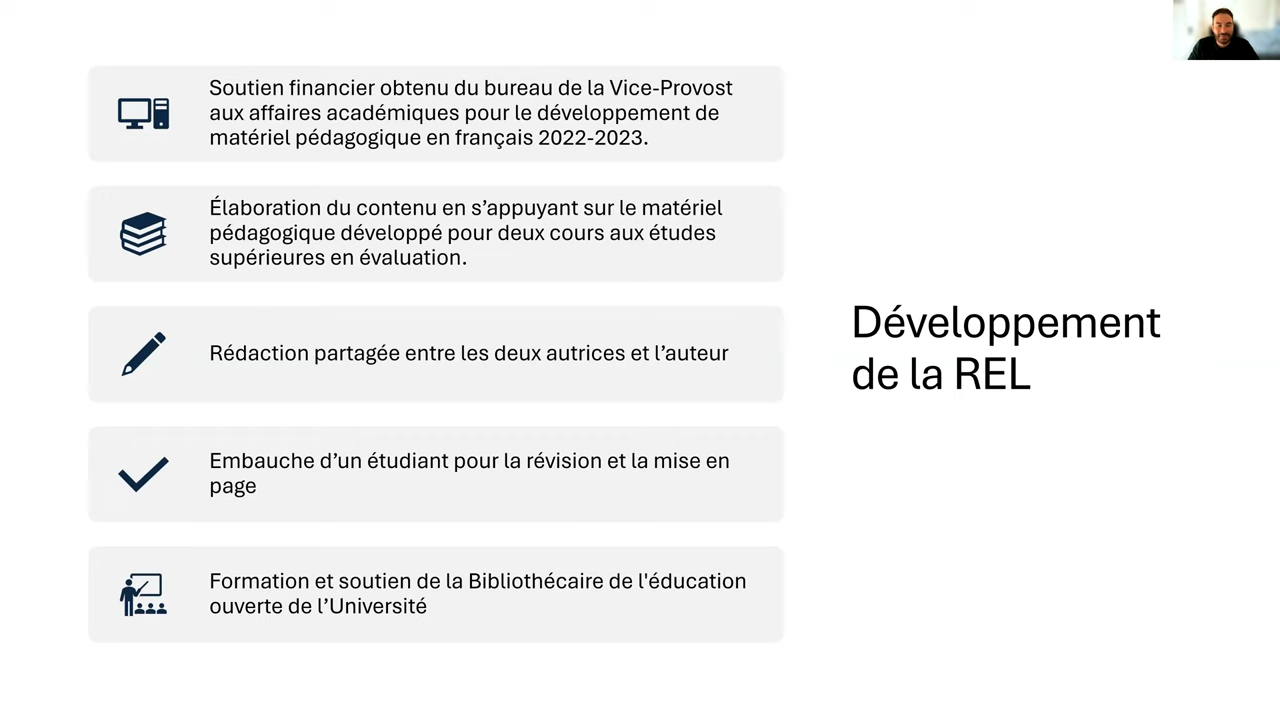 Soutien financier obtenu du bureau de la Vice-Provost
aux affaires académiques pour le développement de
matériel pédagogique en français 2022-2023.
Élaboration du contenu en s’appuyant sur le matériel
pédagogique développé pour deux cours aux études
supérieures en évaluation.
Rédaction partagée entre les deux autrices et l’auteur
Embauche d’un étudiant pour la révision et la mise en
page
Formation et soutien de la Bibliothécaire de l'éducation
ouverte de l’Université
Développement
de la REL